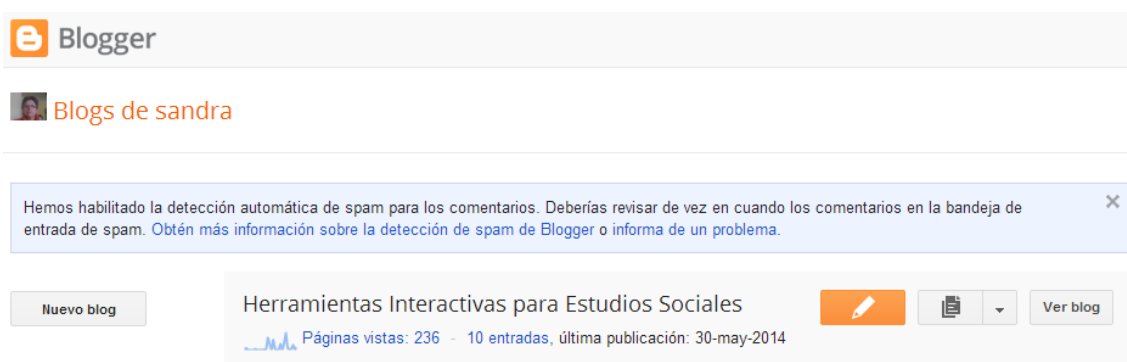 Blogger
Blogs de sandra
Hemos habilitado la detección automática de spam para los comentarios. Deberías revisar de vez en cuando los comentarios en la bandeja de
entrada de spam. Obtén más información sobre la detección de spam de Blogger o informa de un problema.
Nuevo blog
Herramientas Interactivas para Estudios Sociales
Ver blog
Páginas vistas: 236 - 10 entradas, última publicación: 30-may-2014